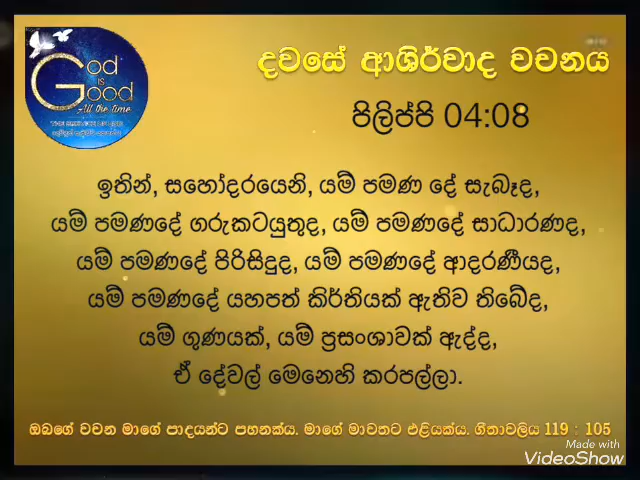 God
is
Good
All the time
දවසේ ආශිර්වාද වචනය
පිලිප්පි 04:08
ඉතින්, සහෝදරයෙනි, යම් පමණ දේ සැබෑද,
යම් පමණදේ ගරුකටයුතුද, යම් පමණදේ සාධාරණද,
යම් පමණදේ පිරිසිදුද, යම් පමණදේ ආදරණීයද,
යම් පමණදේ යහපත් කිර්තියක් ඇතිව තිබේද,
යම් ගුණයක්, යම් ප්‍රසංශාවක් ඇද්ද,
ඒ දේවල් මෙනෙහි කරපල්ලා.
ඔබගේ වචන මාගේ පාදයන්ට පහනක්ය. මාගේ මාවතට එළියක්ය. ගීතාවලිය 119 : 105
Made with
VideoShow